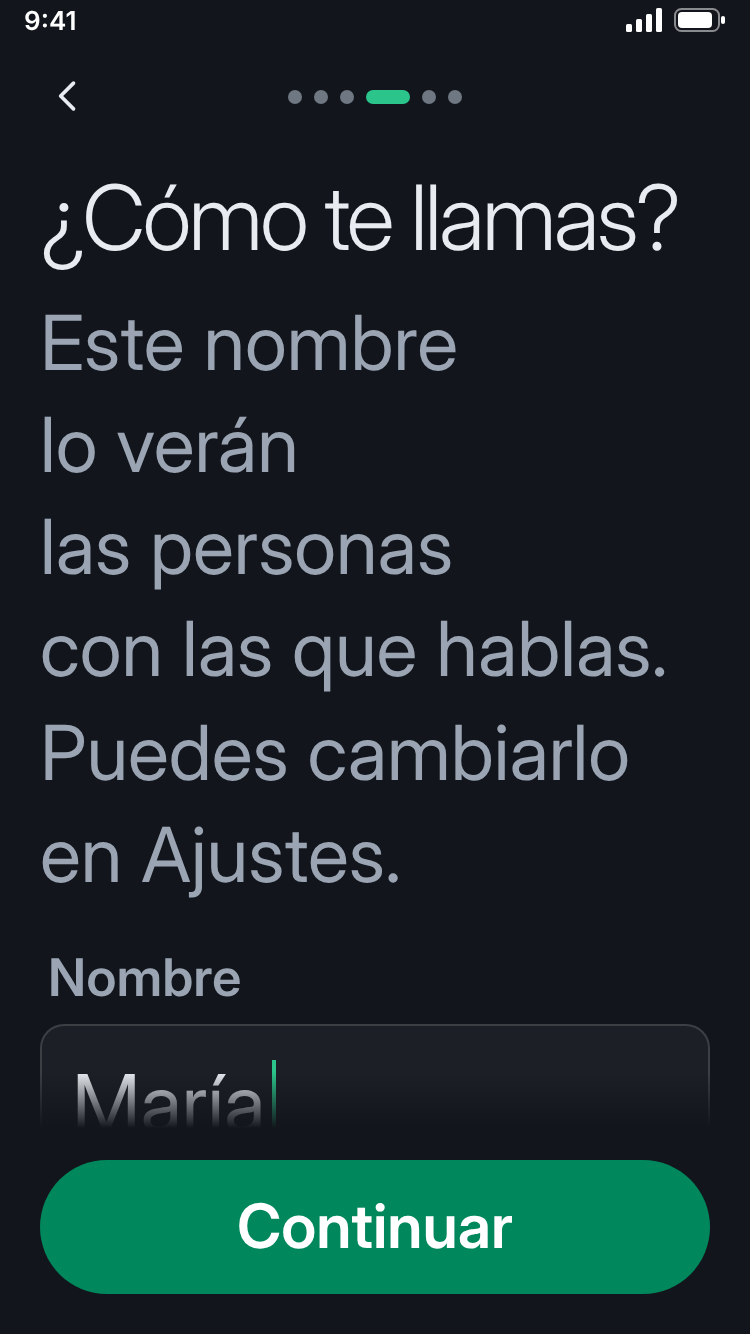 9:41
¿Cómo te llamas?
Este nombre
lo verán
las personas
con las que hablas.
Puedes cambiarlo
en Ajustes.
Nombre
María
Continuar